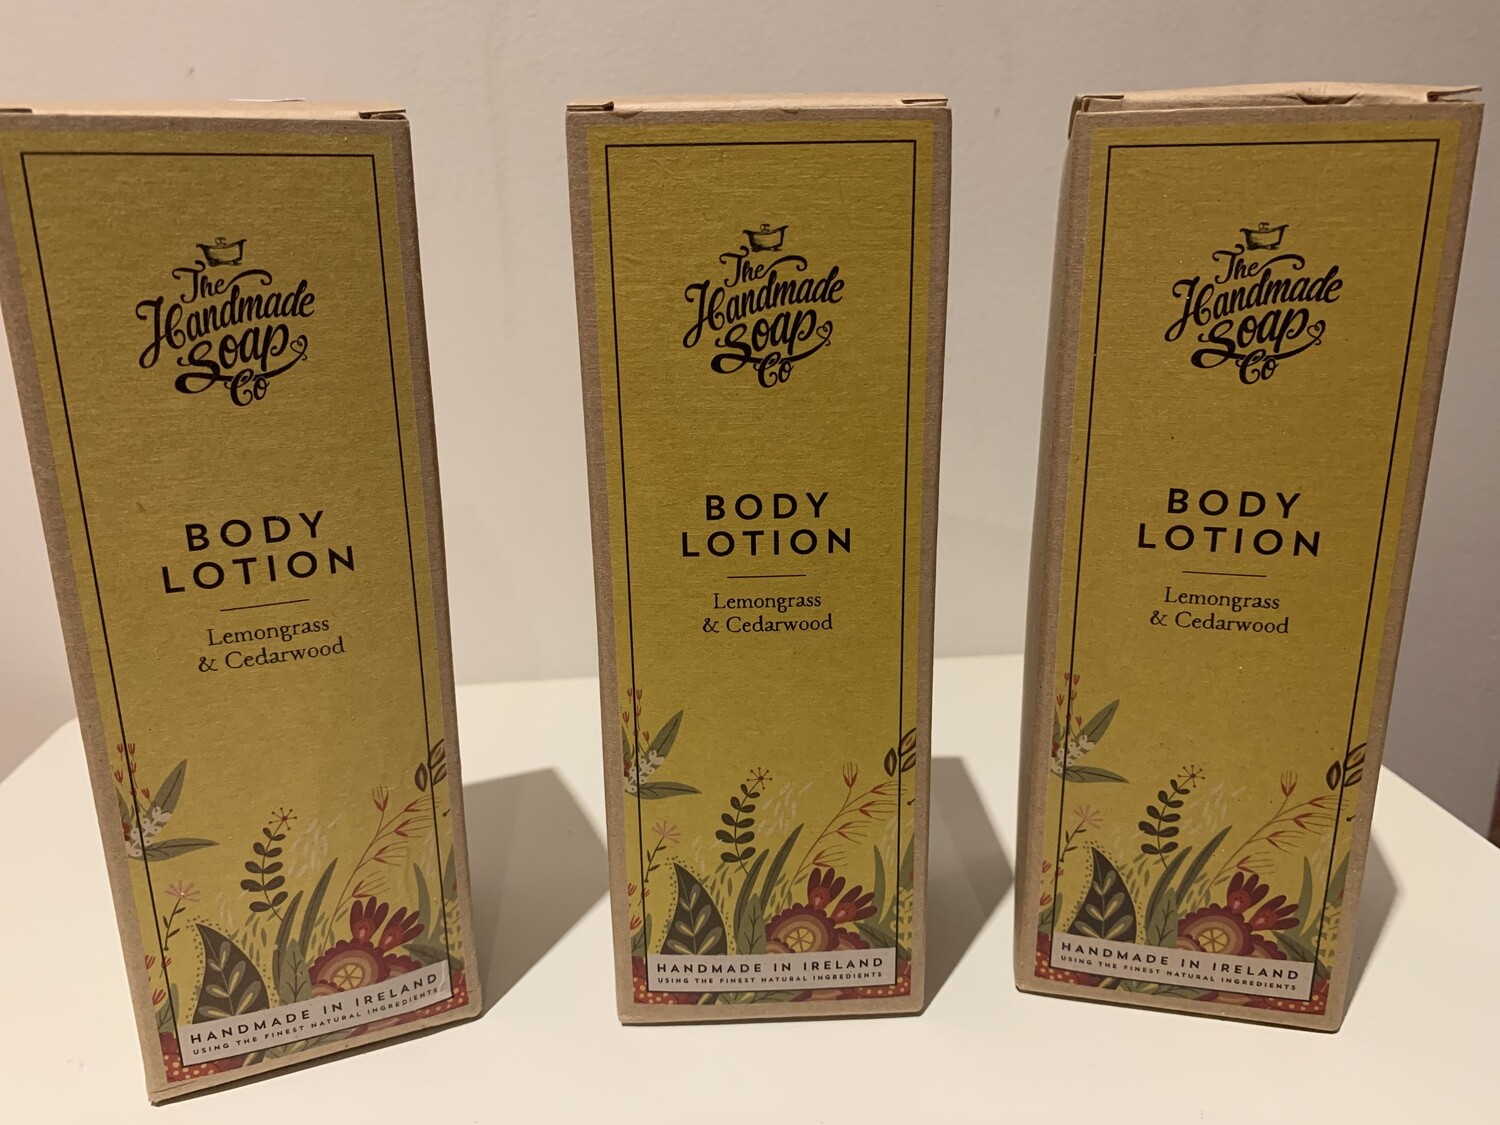 The
Handmade
Soap
Co
BODY
LOTION
Lemongrass
& Cedarwood
HANDMADE IN IRELAND
USING THE FINEST NATURAL INGREDIENTS
The
Handmade
Soap
Co
BODY
LOTION
Lemongrass
& Cedarwood
HANDMADE IN IRELAND
USING THE FINEST NATURAL INGREDIENTS
The
Handmade
Soap
Co
BODY
LOTION
Lemongrass
& Cedarwood
HANDMADE IN IRELAND
USING THE FINEST NATURAL INGREDIENTS